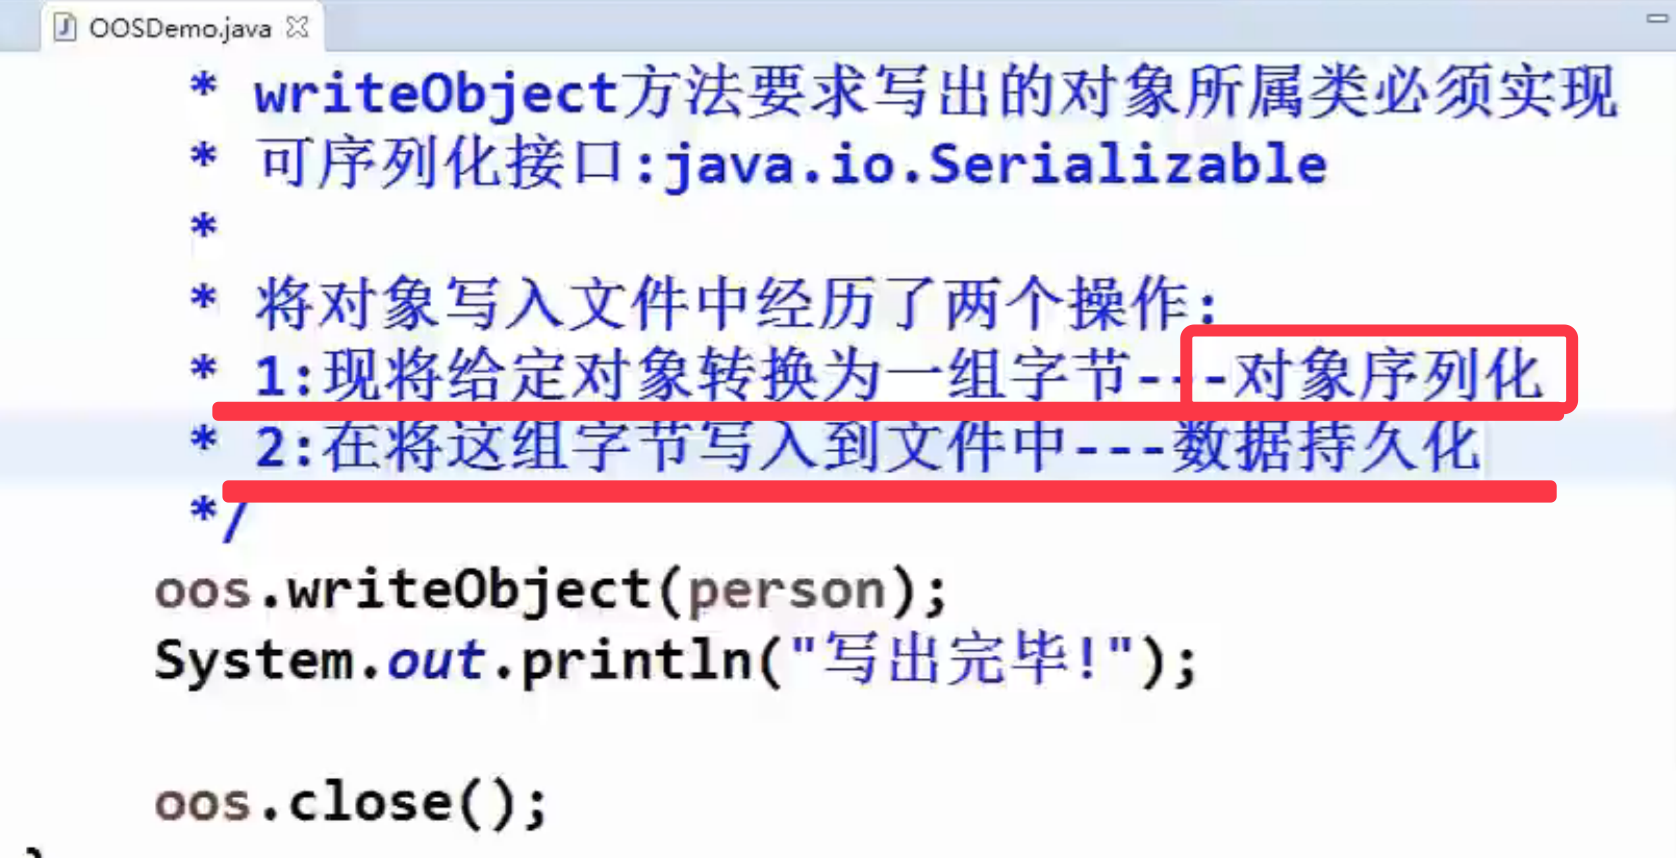 OOSDemo.java
* writeObject方法要求写出的对象所属类必须实现
* 可序列化接口:java.io.Serializable
*
* 将对象写入文件中经历了两个操作:
* 1:现将给定对象转换为一组字节---对象序列化
* 2:在将这组字节写入到文件中---数据持久化
*/
oos.writeObject(person);
System.out.println("写出完毕!");
oos.close();